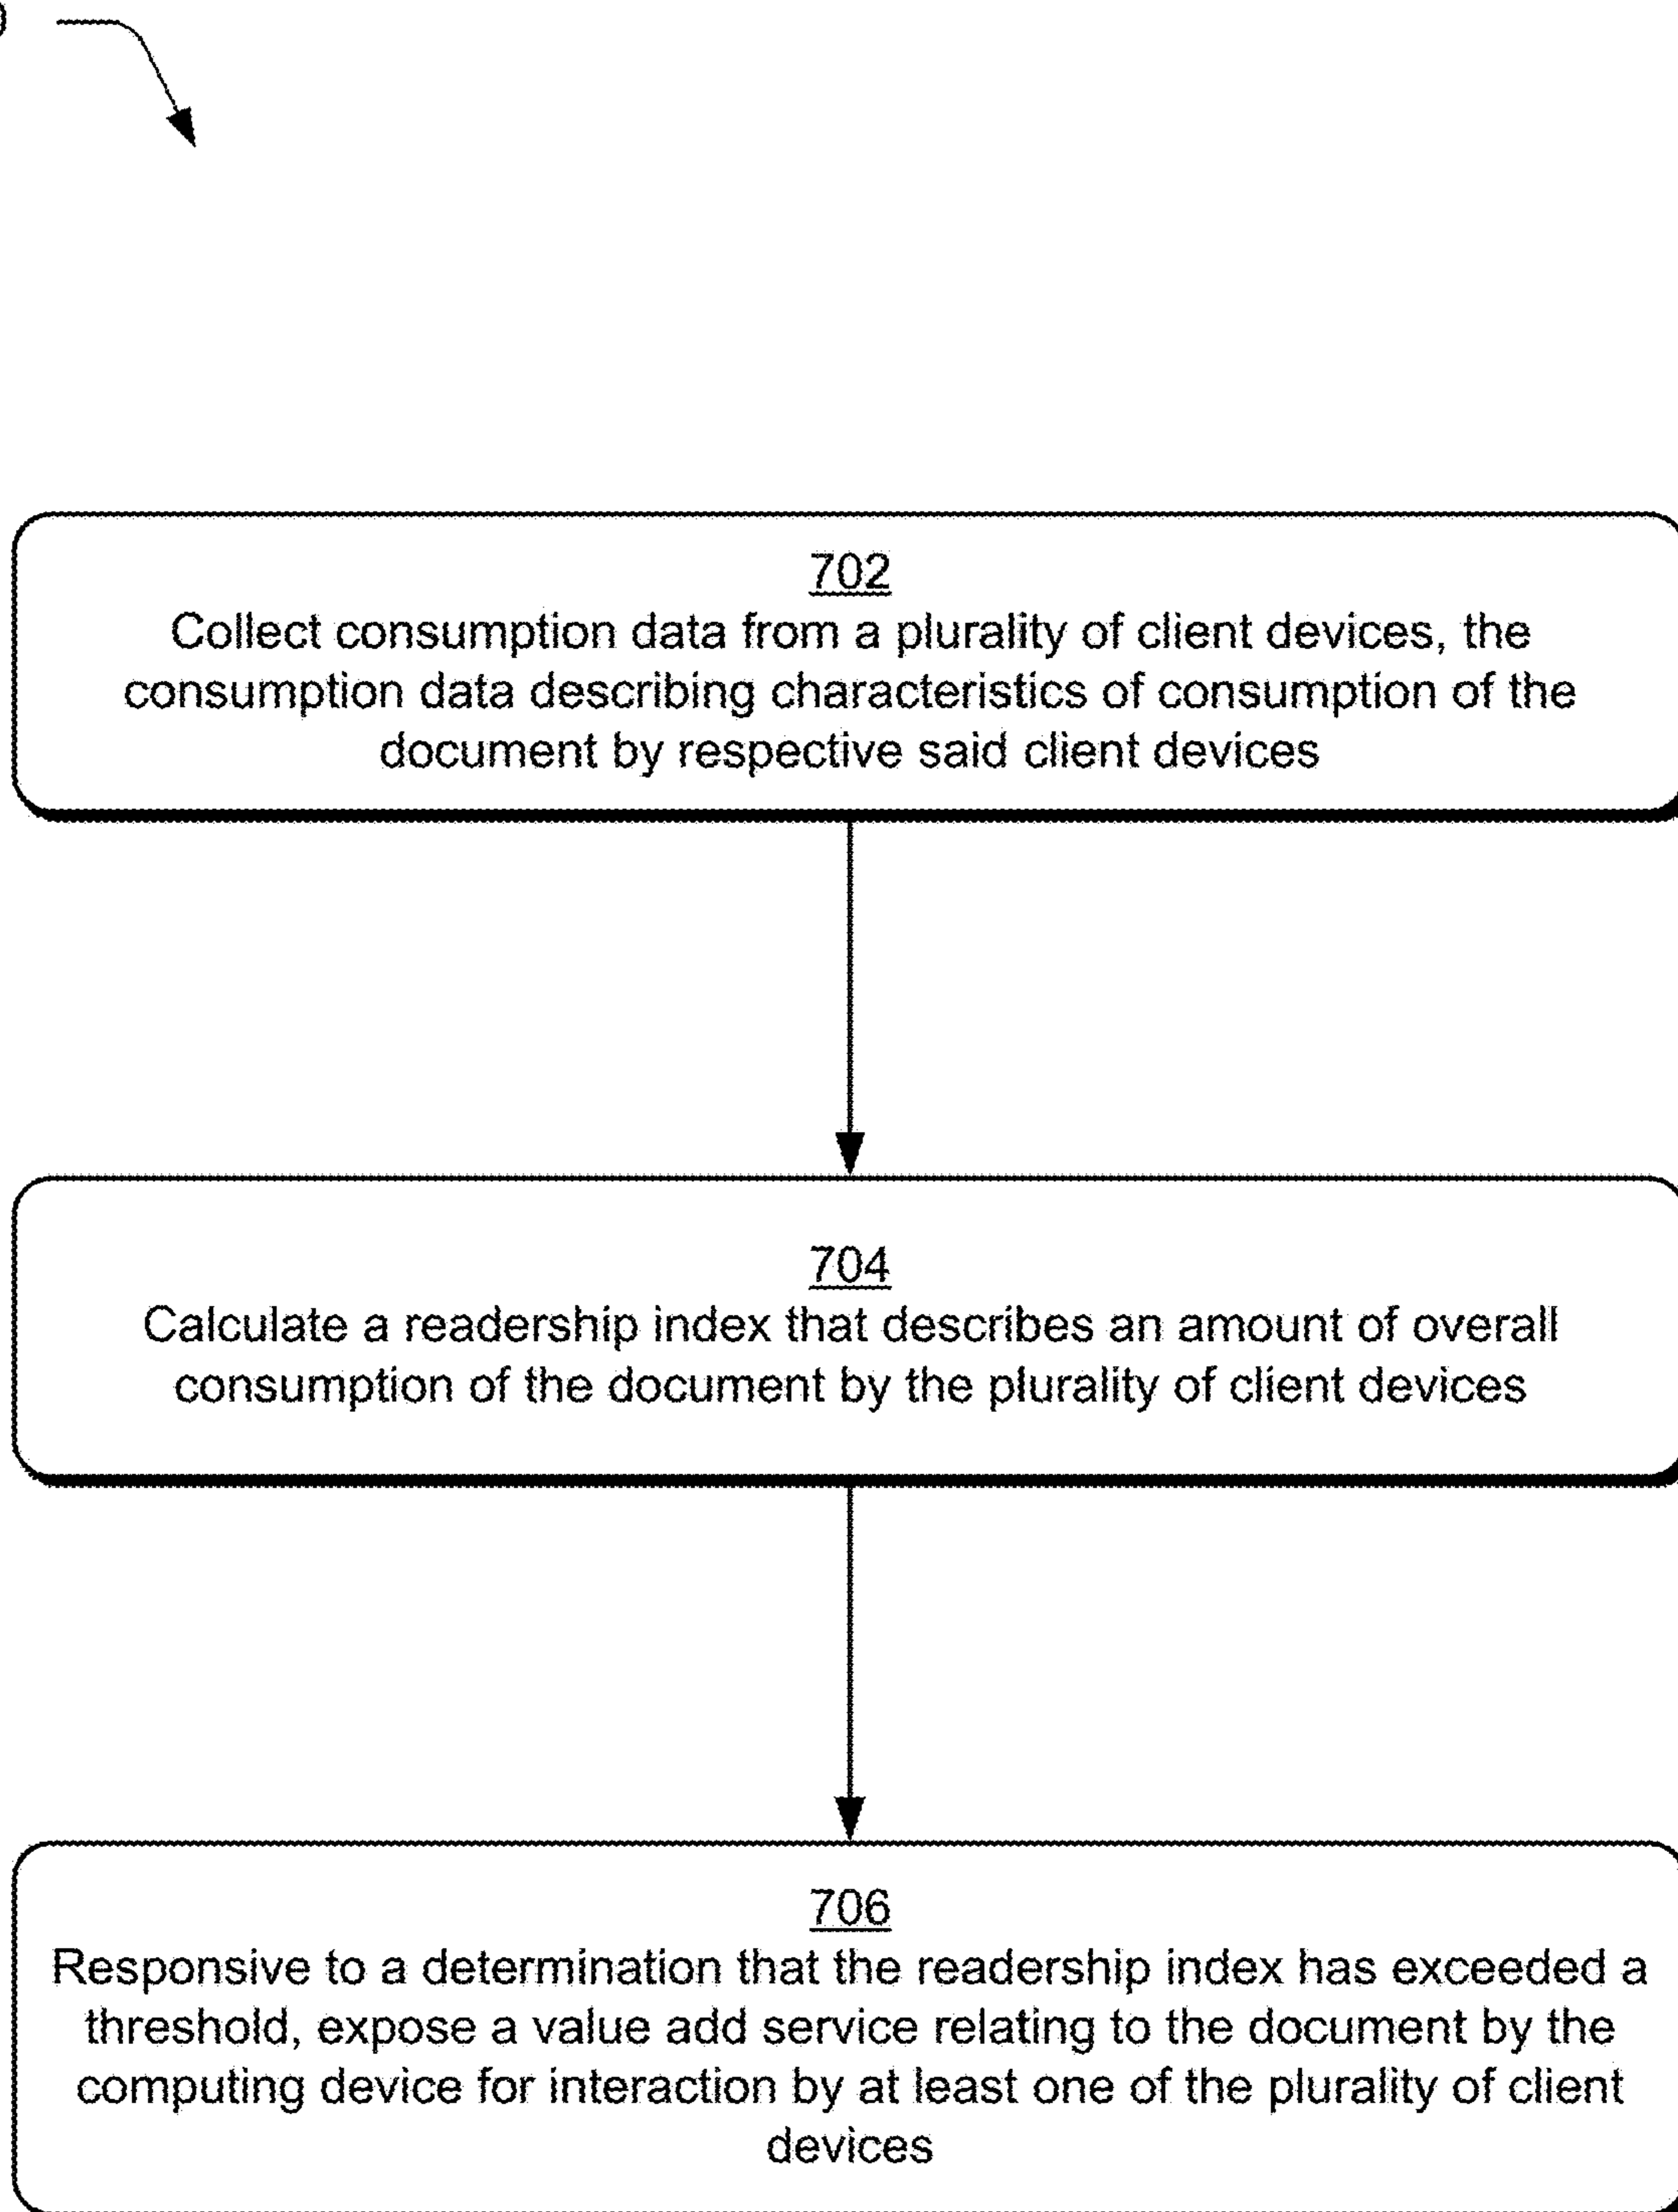 702
Collect consumption data from a plurality of client devices, the
consumption data describing characteristics of consumption of the
document by respective said client devices
704
Calculate a readership index that describes an amount of overall
consumption of the document by the plurality of client devices
706
Responsive to a determination that the readership index has exceeded a
threshold, expose a value add service relating to the document by the
computing device for interaction by at least one of the plurality of client
devices